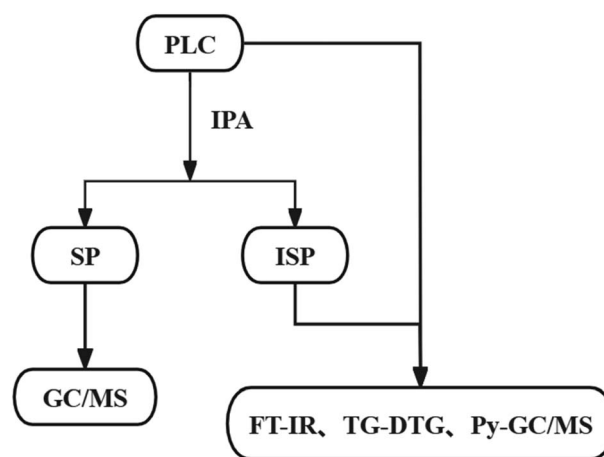 PLC
IPA
SP
ISP
GC/MS
FT-IR、TG-DTG、Py-GC/MS